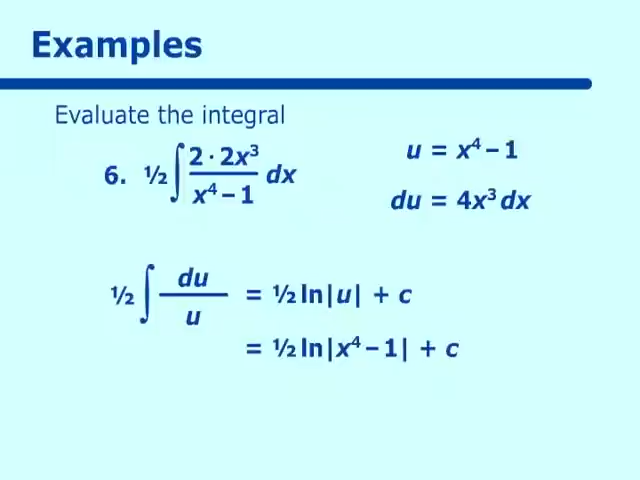 Examples
Evaluate the integral
6. ½ ∫ 2 · 2x³ / x⁴ – 1 dx
u = x⁴ – 1
du = 4x³ dx
½ ∫ du / u = ½ ln|u| + c
= ½ ln|x⁴ – 1| + c